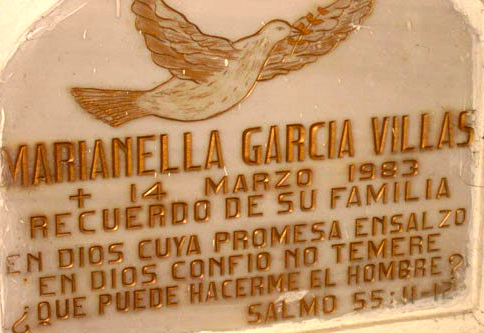 MARIANELLA GARCIA VILLAS
+ 14 MARZO 1983
RECUERDO DE SU FAMILIA
EN DIOS CUYA PROMESA ENSALZO
EN DIOS CONFIO NO TEMERE
¿QUE PUEDE HACERME EL HOMBRE?
SALMO 55:11-12